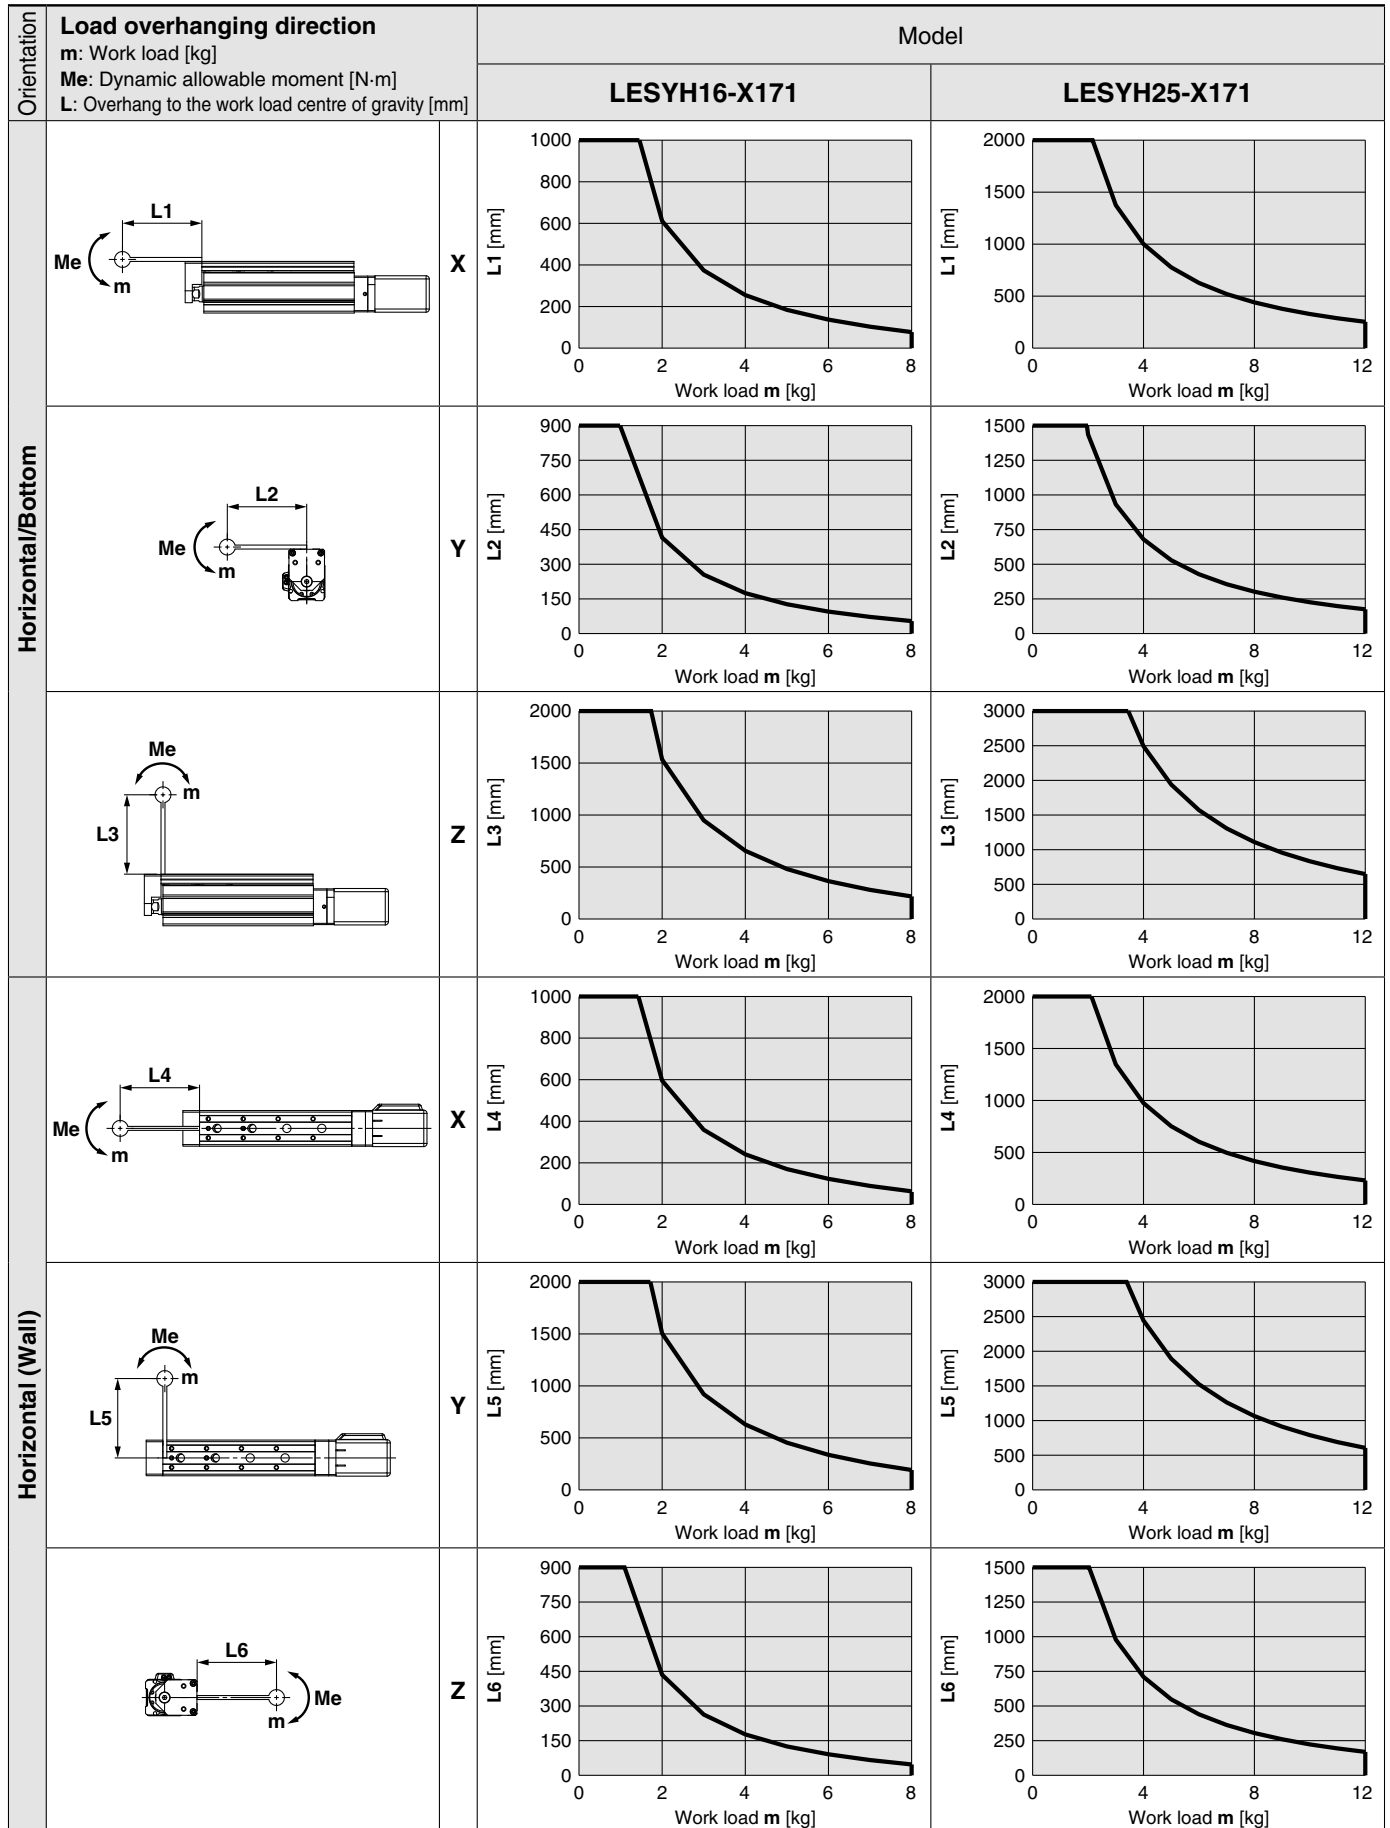 Orientation
Load overhanging direction
m: Work load [kg]
Me: Dynamic allowable moment [N·m]
L: Overhang to the work load centre of gravity [mm]
Model
LESYH16-X171
LESYH25-X171
Horizontal/Bottom
L1
Me
m
X
L1 [mm]
1000
800
600
400
200
0
0 2 4 6 8
Work load m [kg]
L1 [mm]
2000
1500
1000
500
0
0 4 8 12
Work load m [kg]
L2
Me
m
Y
L2 [mm]
900
750
600
450
300
150
0
0 2 4 6 8
Work load m [kg]
L2 [mm]
1500
1250
1000
750
500
250
0
0 4 8 12
Work load m [kg]
Me
m
L3
Z
L3 [mm]
2000
1500
1000
500
0
0 2 4 6 8
Work load m [kg]
L3 [mm]
3000
2500
2000
1500
1000
500
0
0 4 8 12
Work load m [kg]
Horizontal (Wall)
L4
Me
m
X
L4 [mm]
1000
800
600
400
200
0
0 2 4 6 8
Work load m [kg]
L4 [mm]
2000
1500
1000
500
0
0 4 8 12
Work load m [kg]
Me
m
L5
Y
L5 [mm]
2000
1500
1000
500
0
0 2 4 6 8
Work load m [kg]
L5 [mm]
3000
2500
2000
1500
1000
500
0
0 4 8 12
Work load m [kg]
L6
Me
m
Z
L6 [mm]
900
750
600
450
300
150
0
0 2 4 6 8
Work load m [kg]
L6 [mm]
1500
1250
1000
750
500
250
0
0 4 8 12
Work load m [kg]